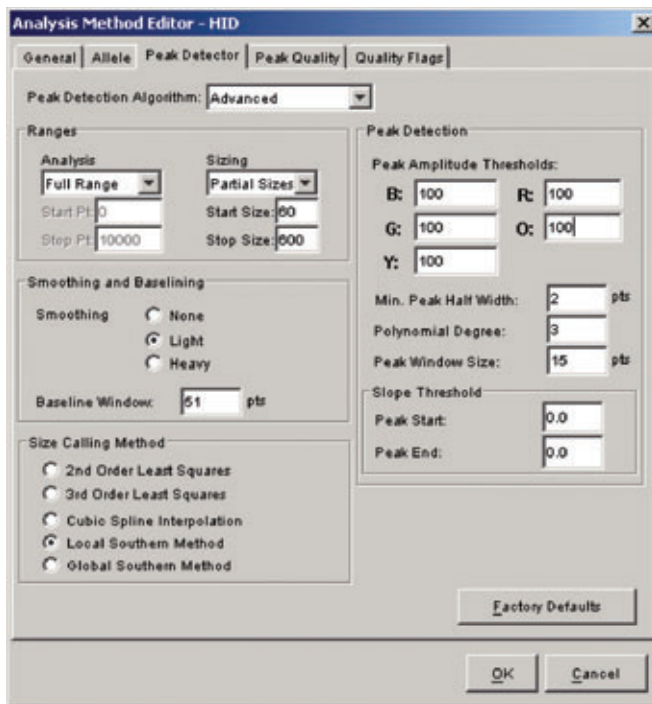 Analysis Method Editor - HID
General Allele Peak Detector Peak Quality Quality Flags
Peak Detection Algorithm: Advanced
Ranges
Analysis Sizing
Full Range Partial Sizes
Start Pt: 0 Start Size: 60
Stop Pt: 10000 Stop Size: 600
Smoothing and Baselining
Smoothing None
Light
Heavy
Baseline Window: 51 pts
Size Calling Method
2nd Order Least Squares
3rd Order Least Squares
Cubic Spline Interpolation
Local Southern Method
Global Southern Method
Peak Detection
Peak Amplitude Thresholds:
B: 100 R: 100
G: 100 O: 100
Y: 100
Min. Peak Half Width: 2 pts
Polynomial Degree: 3
Peak Window Size: 15 pts
Slope Threshold
Peak Start: 0.0
Peak End: 0.0
Factory Defaults
OK Cancel